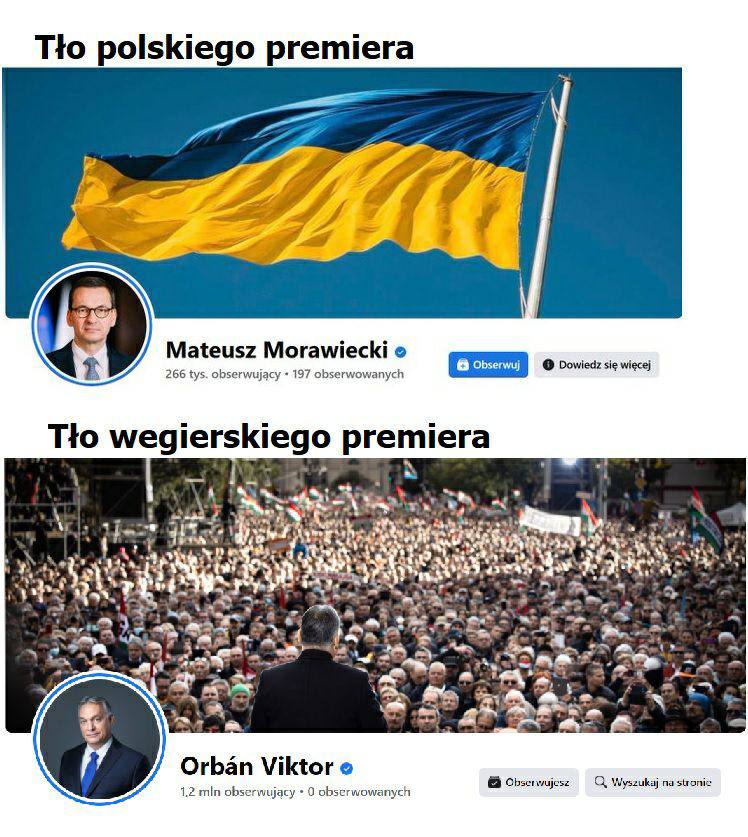 Tło polskiego premiera
Mateusz Morawiecki
266 tys. obserwujący • 197 obserwowanych
Obserwuj
Dowiedz się więcej
Tło wegierskiego premiera
Orbán Viktor
1,2 mln obserwujący • 0 obserwowanych
Obserwujesz
Wyszukaj na stronie